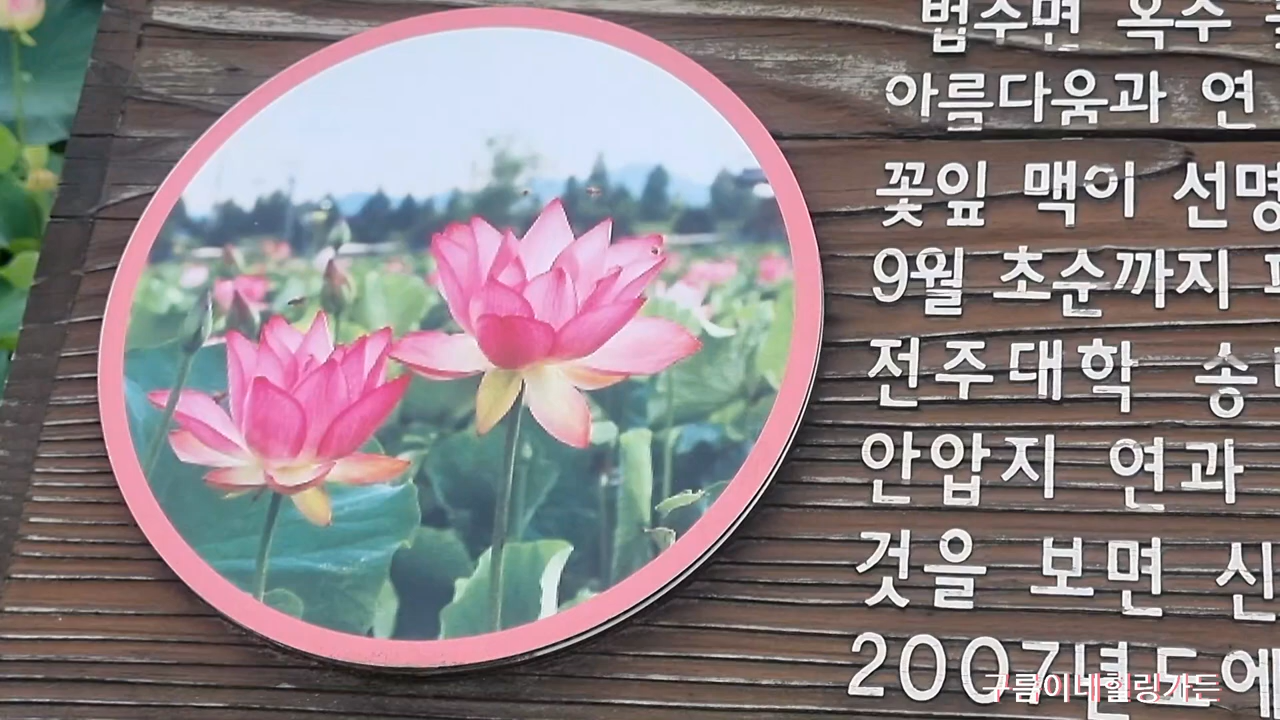 법수면 옥수
아름다움과 연
꽃잎 맥이 선명
9월 초순까지
전주대학 송
안압지 연과
것을 보면 신
2007년도에
구름이네힐링가든